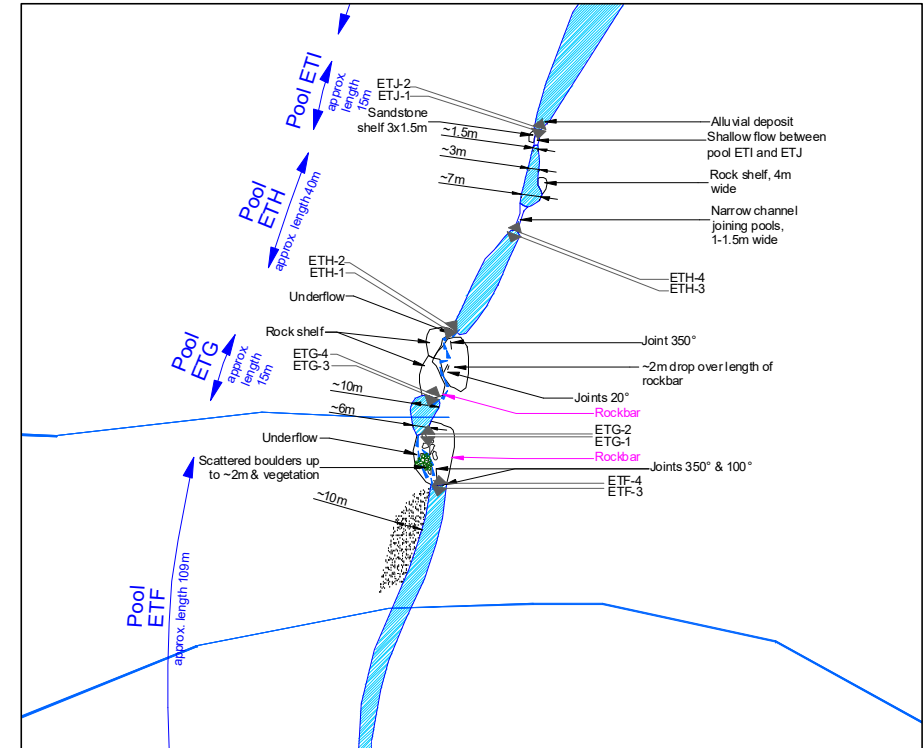 Pool ETI
approx.
length
15m
ETJ-2
ETJ-1
Sandstone
shelf 3x1.5m
~1.5m
~3m
~7m
Alluvial deposit
Shallow flow between
pool ETI and ETJ
Rock shelf, 4m
wide
Narrow channel
joining pools,
1-1.5m wide
Pool
ETH
approx. length 40m
ETH-4
ETH-3
ETH-2
ETH-1
Underflow
Rock shelf
ETG-4
ETG-3
Joint 350°
~2m drop over length of
rockbar
Joints 20°
Rockbar
Pool
ETG
approx.
length
15m
~10m
~6m
ETG-2
ETG-1
Rockbar
Underflow
Scattered boulders up
to ~2m & vegetation
Joints 350° & 100°
ETF-4
ETF-3
~10m
Pool
ETF
approx. length 109m